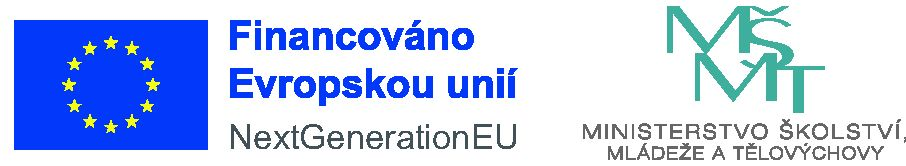 Financováno
Evropskou unií
NextGenerationEU
MŠ
MT
MINISTERSTVO ŠKOLSTVÍ,
MLÁDEŽE A TĚLOVÝCHOVY